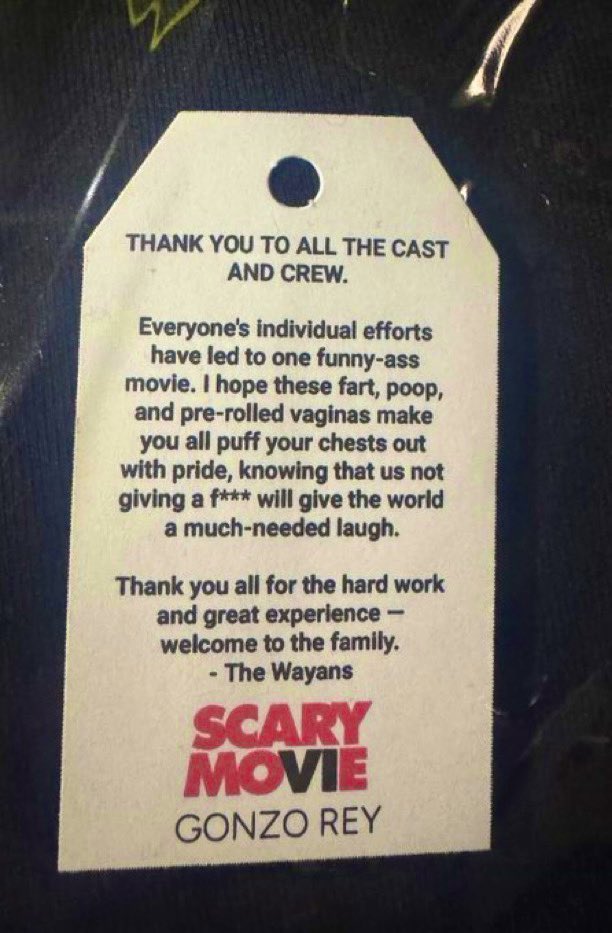 THANK YOU TO ALL THE CAST
AND CREW.
Everyone's individual efforts
have led to one funny-ass
movie. I hope these fart, poop,
and pre-rolled vaginas make
you all puff your chests out
with pride, knowing that us not
giving a f*** will give the world
a much-needed laugh.
Thank you all for the hard work
and great experience —
welcome to the family.
- The Wayans
SCARY
MOVIE
GONZO REY